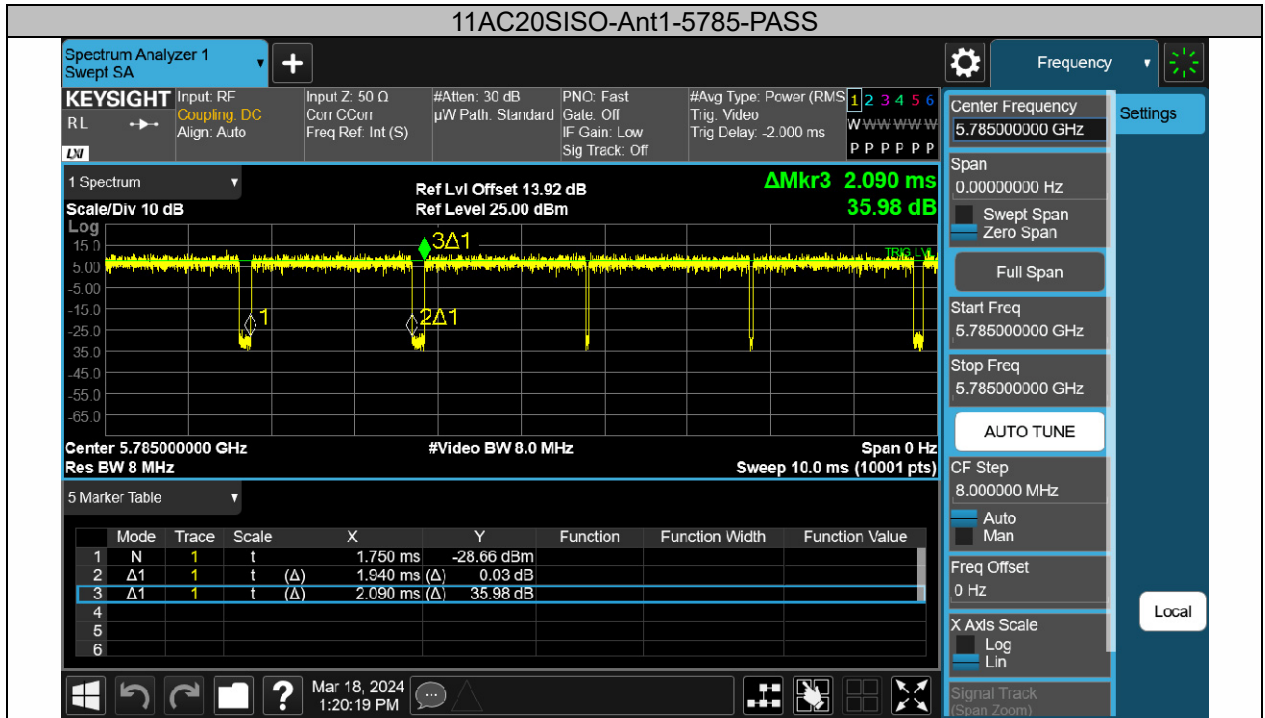 11AC20SISO-Ant1-5785-PASS
Spectrum Analyzer 1
Swept SA
Frequency
KEYSIGHT
RL
LXI
Input: RF
Coupling: DC
Align: Auto
Input Z: 50 Ω
Corr CCorr
Freq Ref: Int (S)
#Atten: 30 dB
µW Path: Standard
PNO: Fast
Gate: Off
IF Gain: Low
Sig Track: Off
#Avg Type: Power (RMS
Trig: Video
Trig Delay: -2.000 ms
1 2 3 4 5 6
W W W W W W
P P P P P P
Center Frequency
5.785000000 GHz
Settings
Span
0.00000000 Hz
Swept Span
Zero Span
Full Span
Start Freq
5.785000000 GHz
Stop Freq
5.785000000 GHz
AUTO TUNE
CF Step
8.000000 MHz
Auto
Man
Freq Offset
0 Hz
X Axis Scale
Log
Lin
Signal Track
(Span Zoom)
Local
1 Spectrum
Scale/Div 10 dB
Ref Lvl Offset 13.92 dB
Ref Level 25.00 dBm
ΔMkr3 2.090 ms
35.98 dB
Log
15.0
5.00
-5.00
-15.0
-25.0
-35.0
-45.0
-55.0
-65.0
3Δ1
TRIG LVL
1
2Δ1
Center 5.785000000 GHz
#Video BW 8.0 MHz
Span 0 Hz
Res BW 8 MHz
Sweep 10.0 ms (10001 pts)
5 Marker Table
Mode Trace Scale X Y Function Function Width Function Value
1 N 1 t 1.750 ms -28.66 dBm
2 Δ1 1 t (Δ) 1.940 ms (Δ) 0.03 dB
3 Δ1 1 t (Δ) 2.090 ms (Δ) 35.98 dB
4
5
6
Mar 18, 2024
1:20:19 PM